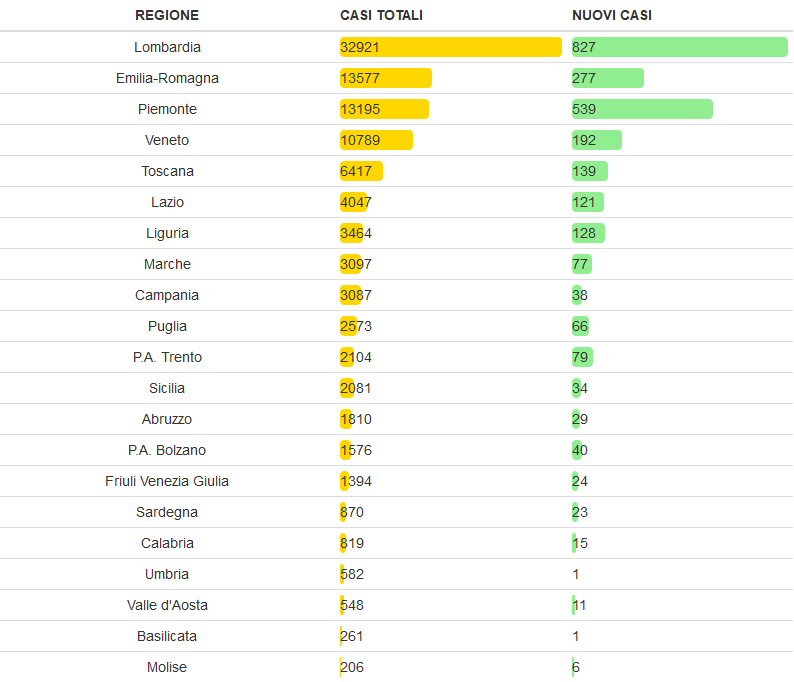 REGIONE CASI TOTALI NUOVI CASI
Lombardia 32921 827
Emilia-Romagna 13577 277
Piemonte 13195 539
Veneto 10789 192
Toscana 6417 139
Lazio 4047 121
Liguria 3464 128
Marche 3097 77
Campania 3087 38
Puglia 2573 66
P.A. Trento 2104 79
Sicilia 2081 34
Abruzzo 1810 29
P.A. Bolzano 1576 40
Friuli Venezia Giulia 1394 24
Sardegna 870 23
Calabria 819 15
Umbria 582 1
Valle d'Aosta 548 11
Basilicata 261 1
Molise 206 6